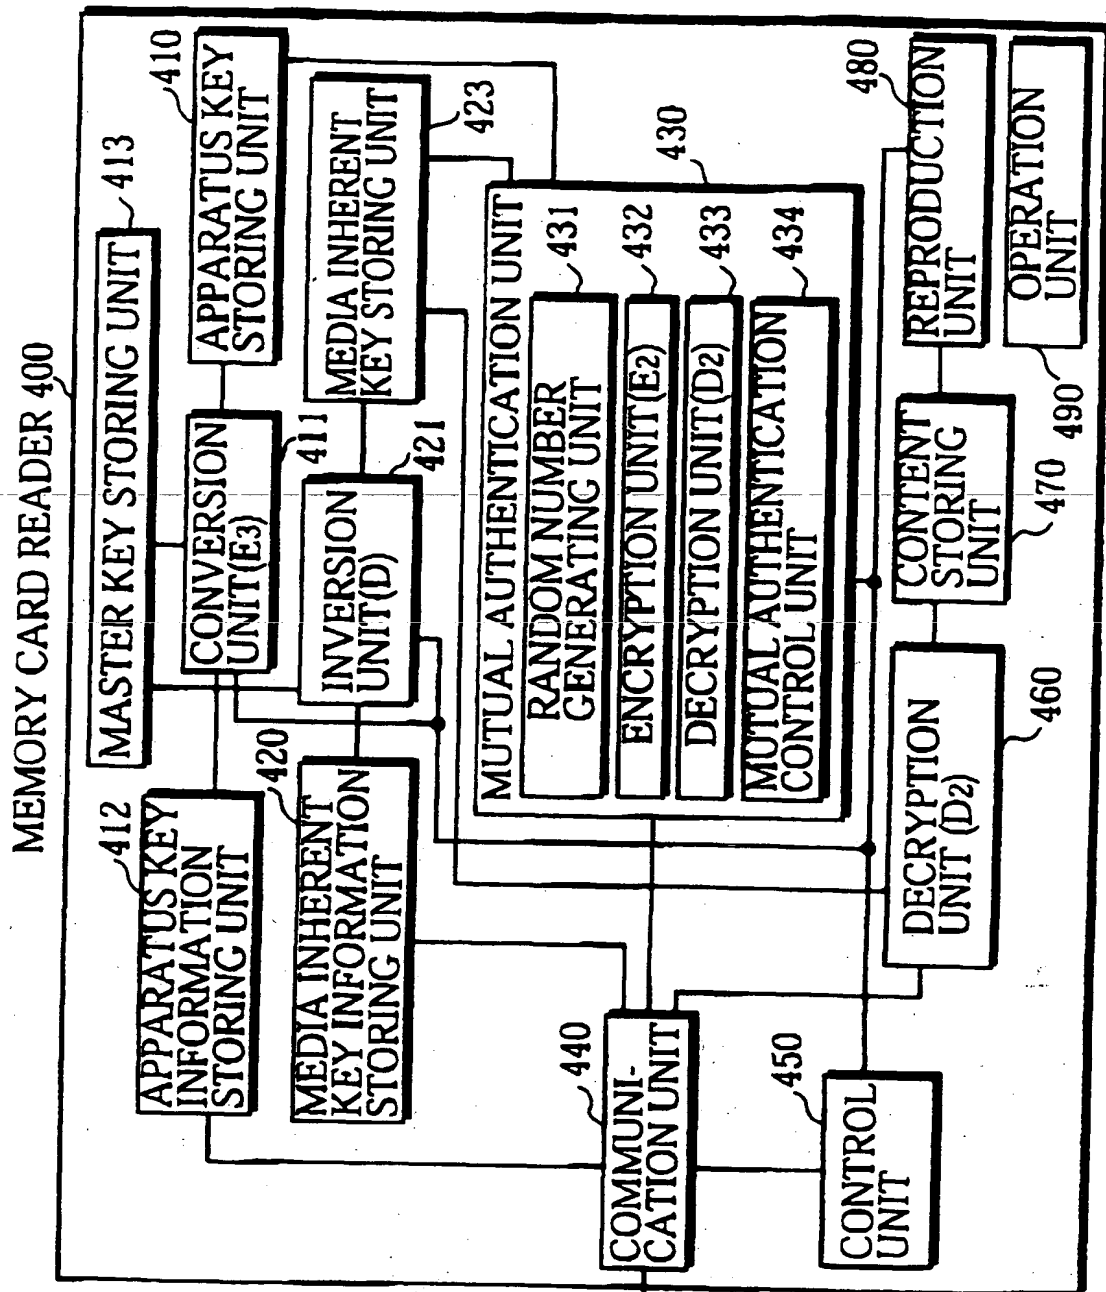 MEMORY CARD READER 400
MASTER KEY STORING UNIT
413
APPARATUS KEY
INFORMATION
STORING UNIT
412
CONVERSION
UNIT(E3)
411
APPARATUS KEY
STORING UNIT
410
MEDIA INHERENT
KEY INFORMATION
STORING UNIT
420
INVERSION
UNIT(D)
421
MEDIA INHERENT
KEY STORING UNIT
423
MUTUAL AUTHENTICATION UNIT
430
RANDOM NUMBER
GENERATING UNIT
431
ENCRYPTION UNIT(E2)
432
DECRYPTION UNIT(D2)
433
MUTUAL AUTHENTICATION
CONTROL UNIT
434
COMMUNI-
CATION UNIT
440
CONTROL
UNIT
450
DECRYPTION
UNIT (D2)
460
CONTENT
STORING
UNIT
470
REPRODUCTION
UNIT
480
OPERATION
UNIT
490